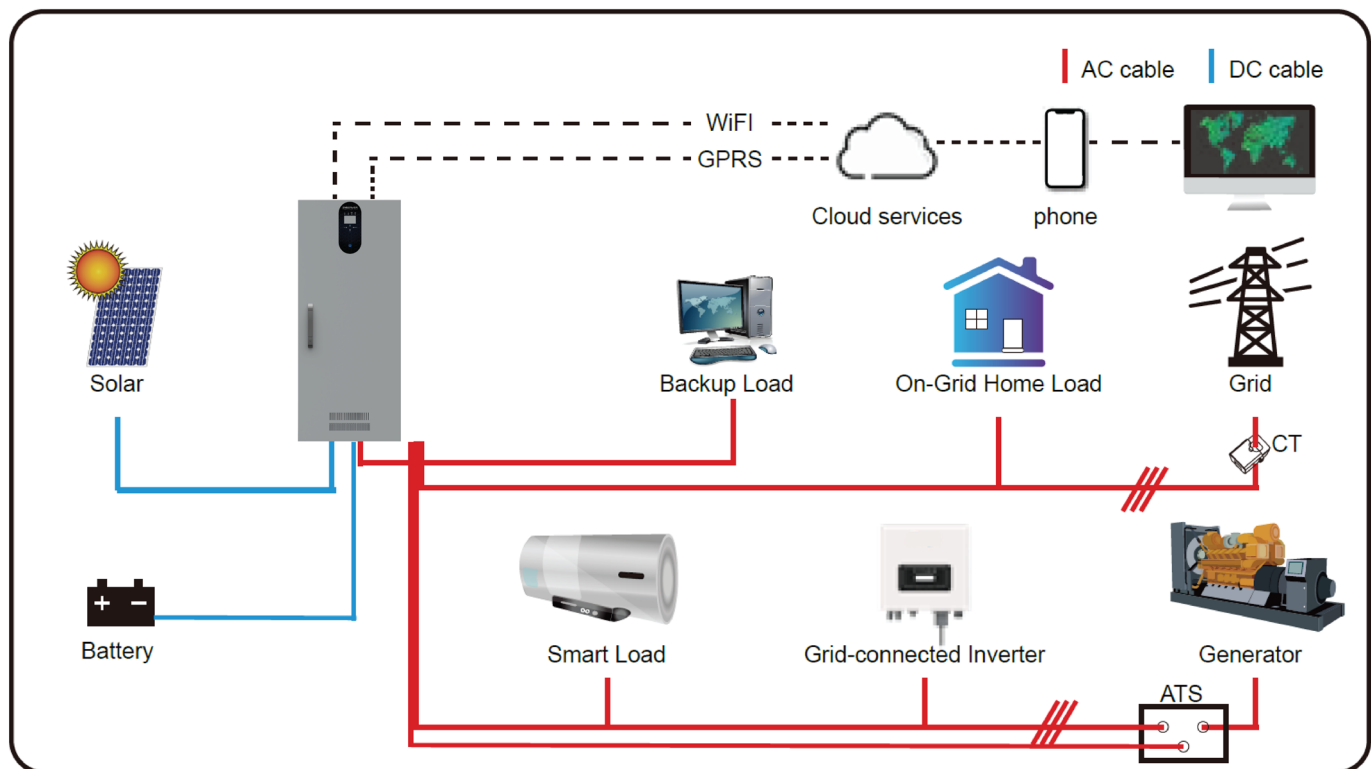 AC cable
DC cable
WiFI
GPRS
Cloud services
phone
Solar
Backup Load
On-Grid Home Load
Grid
CT
Battery
Smart Load
Grid-connected Inverter
Generator
ATS